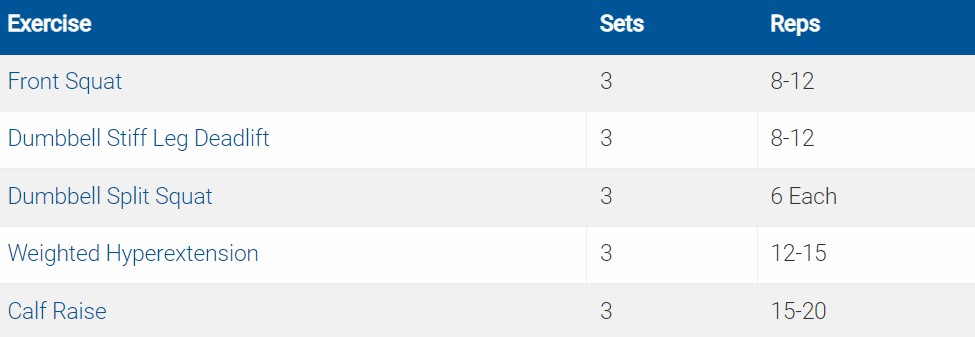 Exercise Sets Reps
Front Squat 3 8-12
Dumbbell Stiff Leg Deadlift 3 8-12
Dumbbell Split Squat 3 6 Each
Weighted Hyperextension 3 12-15
Calf Raise 3 15-20